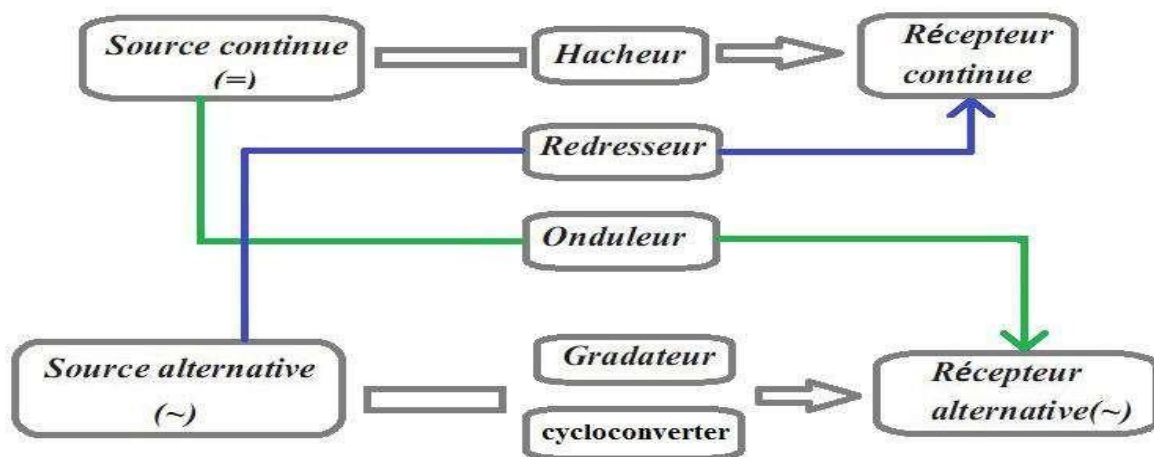 Source continue
(=)
Hacheur
Récepteur
continue
Redresseur
Onduleur
Source alternative
(~)
Gradateur
cycloconverter
Récepteur
alternative(~)